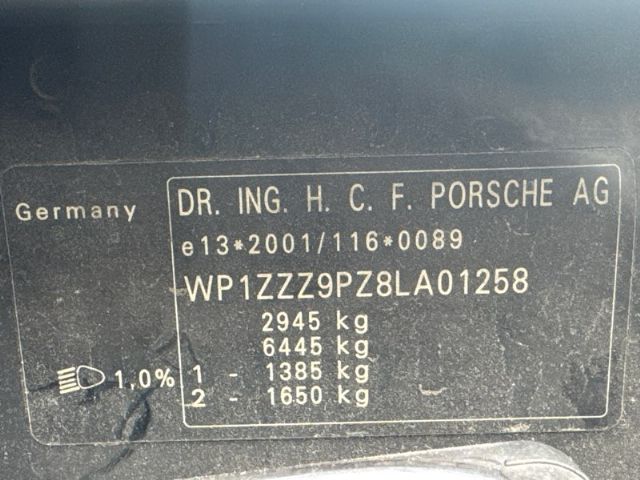 Germany
DR. ING. H. C. F. PORSCHE AG
e13*2001/116*0089
WP1ZZZ9PZ8LA01258
2945 kg
6445 kg
1 - 1385 kg
2 - 1650 kg
1,0%